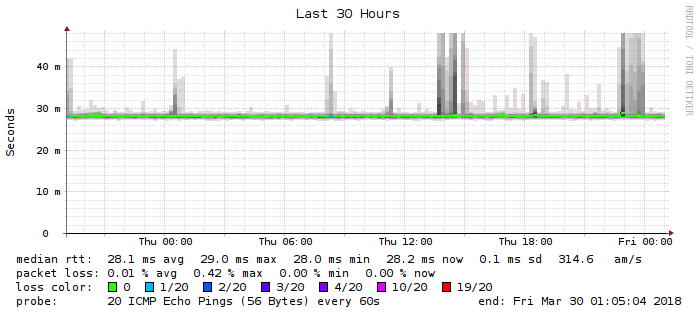 Last 30 Hours
RRDTOOL / TOBI OETIKER
Seconds
40 m
30 m
20 m
10 m
0
Thu 00:00 Thu 06:00 Thu 12:00 Thu 18:00 Fri 00:00
median rtt: 28.1 ms avg 29.0 ms max 28.0 ms min 28.2 ms now 0.1 ms sd 314.6 am/s
packet loss: 0.01 % avg 0.42 % max 0.00 % min 0.00 % now
loss color: 0 1/20 2/20 3/20 4/20 10/20 19/20
probe: 20 ICMP Echo Pings (56 Bytes) every 60s end: Fri Mar 30 01:05:04 2018